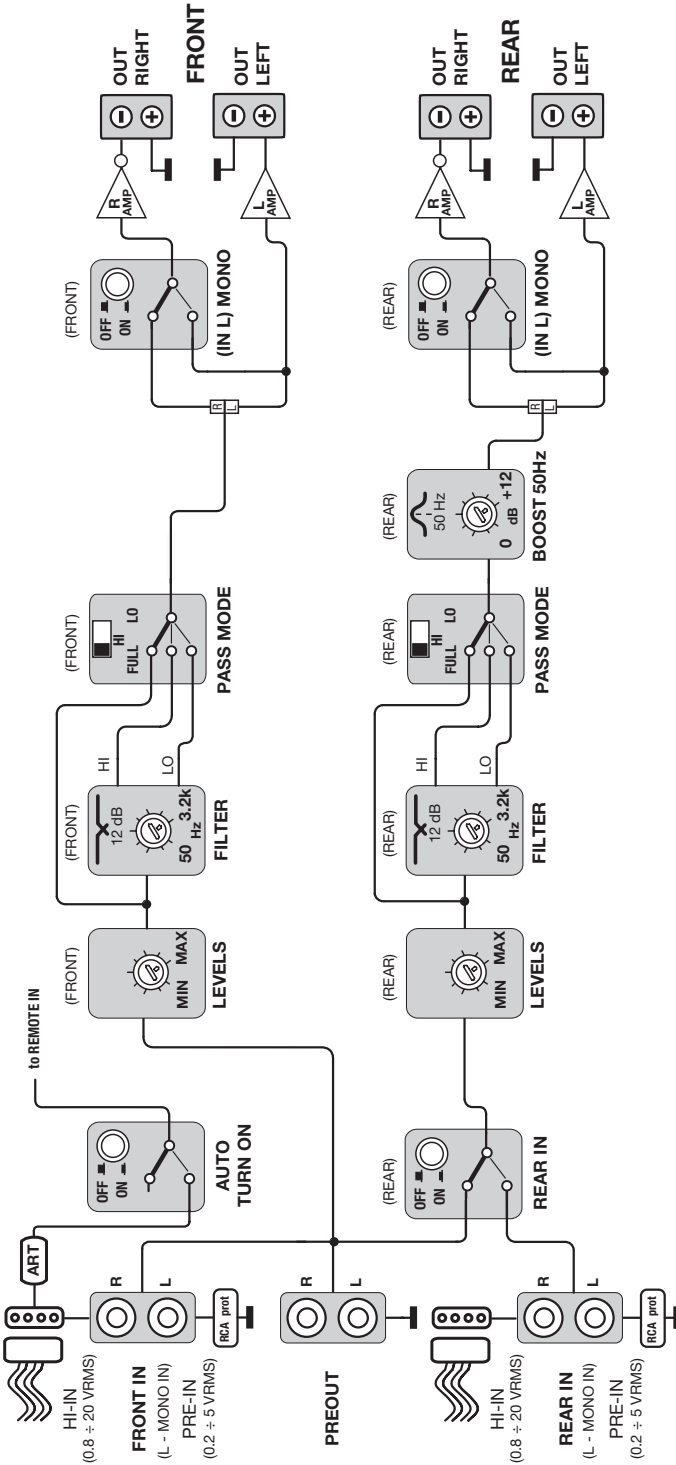 HI-IN
(0.8 ÷ 20 VRMS)
FRONT IN
(L - MONO IN)
PRE-IN
(0.2 ÷ 5 VRMS)
R
L
RCA prot
ART
OFF
ON
AUTO
TURN ON
to REMOTE IN
(FRONT)
MIN MAX
LEVELS
(FRONT)
12 dB
50 Hz 3.2k
FILTER
HI
LO
(FRONT)
FULL HI LO
PASS MODE
R
L
(FRONT)
OFF
ON
(IN L) MONO
R
AMP
L
AMP
OUT
RIGHT
FRONT
OUT
LEFT
PREOUT
R
L
HI-IN
(0.8 ÷ 20 VRMS)
REAR IN
(L - MONO IN)
PRE-IN
(0.2 ÷ 5 VRMS)
R
L
RCA prot
(REAR)
OFF
ON
REAR IN
(REAR)
MIN MAX
LEVELS
(REAR)
12 dB
50 Hz 3.2k
FILTER
HI
LO
(REAR)
FULL HI LO
PASS MODE
(REAR)
50 Hz
0 dB +12
BOOST 50Hz
R
L
(REAR)
OFF
ON
(IN L) MONO
R
AMP
L
AMP
OUT
RIGHT
REAR
OUT
LEFT